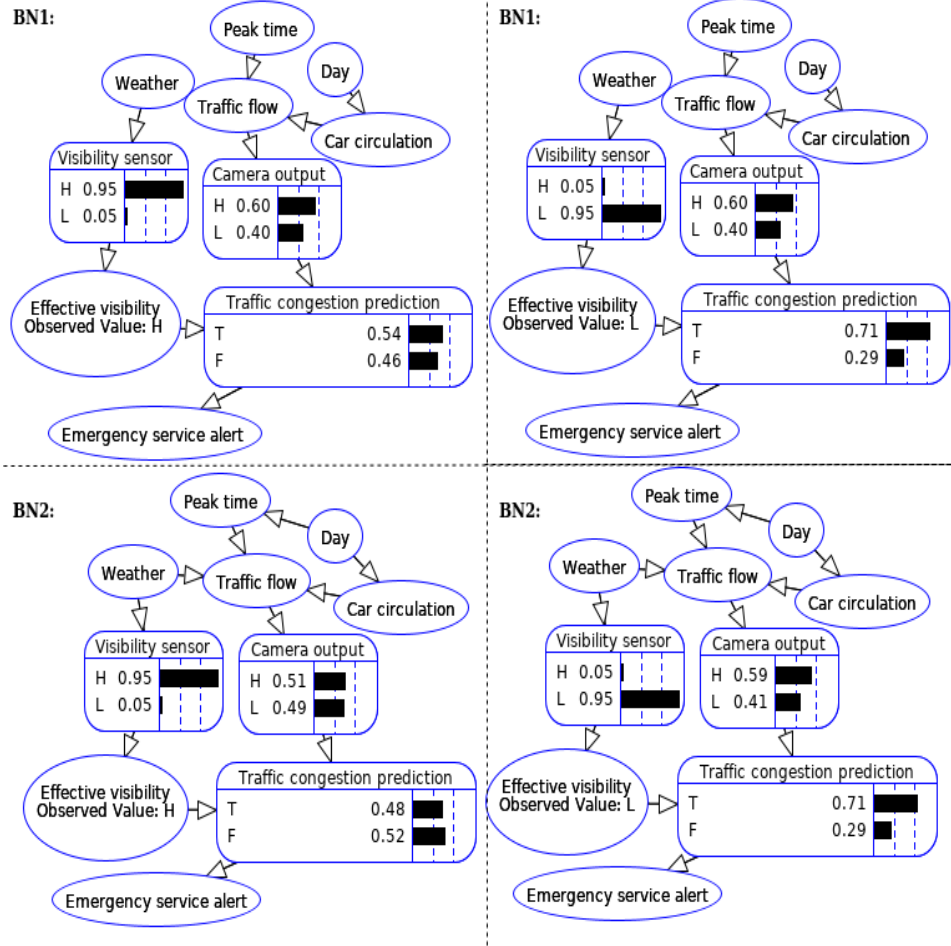 BN1:
Peak time
Day
Weather
Traffic flow
Car circulation
Visibility sensor
H 0.95
L 0.05
Camera output
H 0.60
L 0.40
Effective visibility
Observed Value: H
Traffic congestion prediction
T 0.54
F 0.46
Emergency service alert
BN1:
Peak time
Day
Weather
Traffic flow
Car circulation
Visibility sensor
H 0.05
L 0.95
Camera output
H 0.60
L 0.40
Effective visibility
Observed Value: L
Traffic congestion prediction
T 0.71
F 0.29
Emergency service alert
BN2:
Peak time
Day
Weather
Traffic flow
Car circulation
Visibility sensor
H 0.95
L 0.05
Camera output
H 0.51
L 0.49
Effective visibility
Observed Value: H
Traffic congestion prediction
T 0.48
F 0.52
Emergency service alert
BN2:
Peak time
Day
Weather
Traffic flow
Car circulation
Visibility sensor
H 0.05
L 0.95
Camera output
H 0.59
L 0.41
Effective visibility
Observed Value: L
Traffic congestion prediction
T 0.71
F 0.29
Emergency service alert